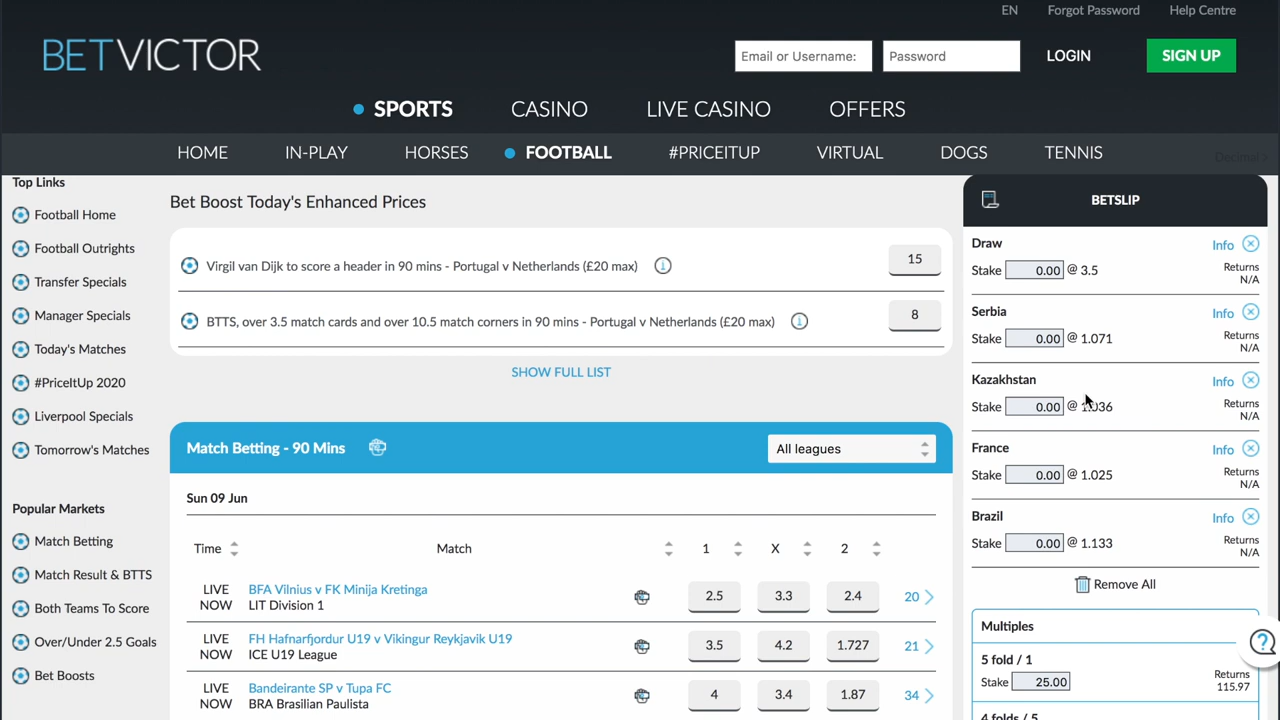 EN Forgot Password Help Centre
BETVICTOR
Email or Username: Password LOGIN SIGN UP
SPORTS CASINO LIVE CASINO OFFERS
HOME IN-PLAY HORSES FOOTBALL #PRICEITUP VIRTUAL DOGS TENNIS
Decimal >
Top Links
Football Home
Football Outrights
Transfer Specials
Manager Specials
Today's Matches
#PriceItUp 2020
Liverpool Specials
Tomorrow's Matches
Popular Markets
Match Betting
Match Result & BTTS
Both Teams To Score
Over/Under 2.5 Goals
Bet Boosts
Bet Boost Today's Enhanced Prices
Virgil van Dijk to score a header in 90 mins - Portugal v Netherlands (£20 max) 15
BTTS, over 3.5 match cards and over 10.5 match corners in 90 mins - Portugal v Netherlands (£20 max) 8
SHOW FULL LIST
Match Betting - 90 Mins All leagues
Sun 09 Jun
Time Match 1 X 2
LIVE NOW BFA Vilnius v FK Minija Kretinga 2.5 3.3 2.4 20
LIT Division 1
LIVE NOW FH Hafnarfjordur U19 v Vikingur Reykjavik U19 3.5 4.2 1.727 21
ICE U19 League
LIVE NOW Bandeirante SP v Tupa FC 4 3.4 1.87 34
BRA Brasilian Paulista
BETSLIP
Draw Info
Stake 0.00 @ 3.5 Returns N/A
Serbia Info
Stake 0.00 @ 1.071 Returns N/A
Kazakhstan Info
Stake 0.00 @ 1.036 Returns N/A
France Info
Stake 0.00 @ 1.025 Returns N/A
Brazil Info
Stake 0.00 @ 1.133 Returns N/A
Remove All
Multiples
5 fold / 1
Stake 25.00 Returns 115.97
4 folds / 5